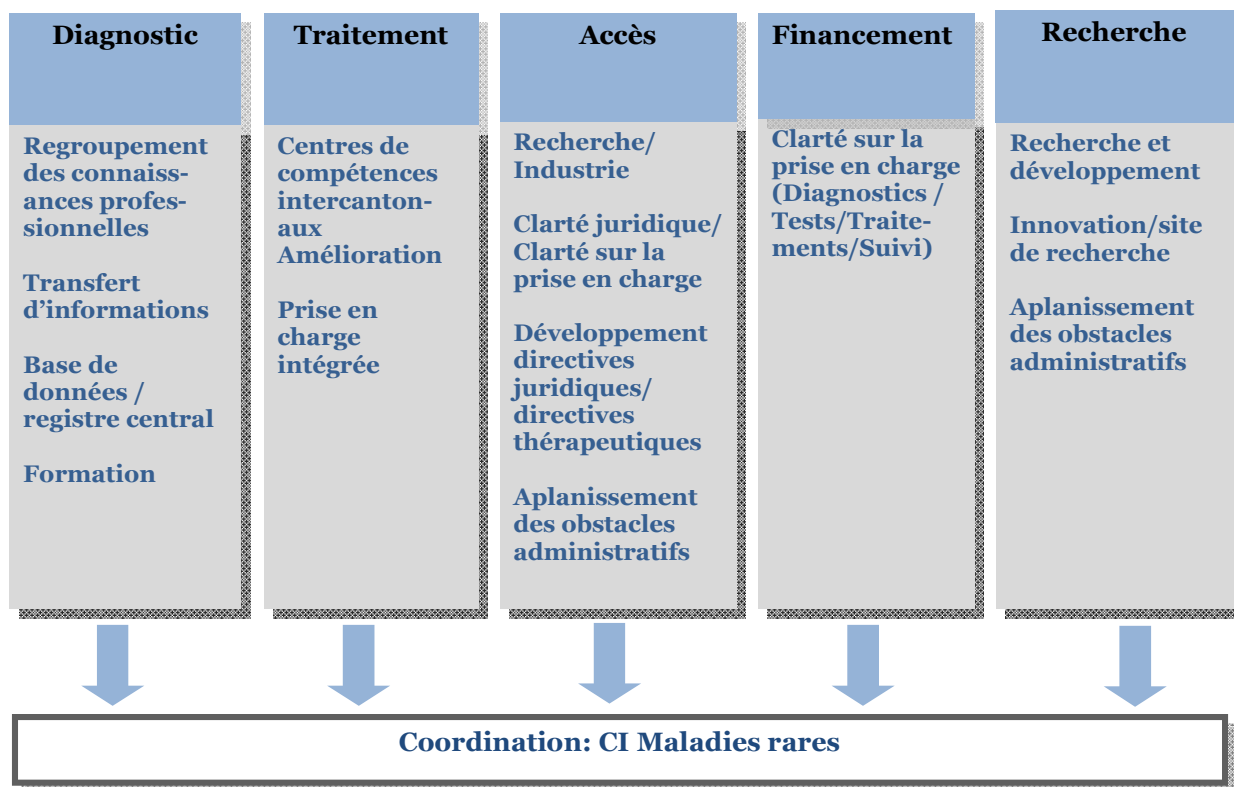 Diagnostic
Regroupement
des connaiss-
ances profes-
sionnelles
Transfert
d'informations
Base de
données /
registre central
Formation
Traitement
Centres de
compétences
intercanton-
aux
Amélioration
Prise en
charge
intégrée
Accès
Recherche/
Industrie
Clarté juridique/
Clarté sur la
prise en charge
Développement
directives
juridiques/
directives
thérapeutiques
Aplanissement
des obstacles
administratifs
Financement
Clarté sur la
prise en charge
(Diagnostics /
Tests/Traite-
ments/Suivi)
Recherche
Recherche et
développement
Innovation/site
de recherche
Aplanissement
des obstacles
administratifs
Coordination: CI Maladies rares